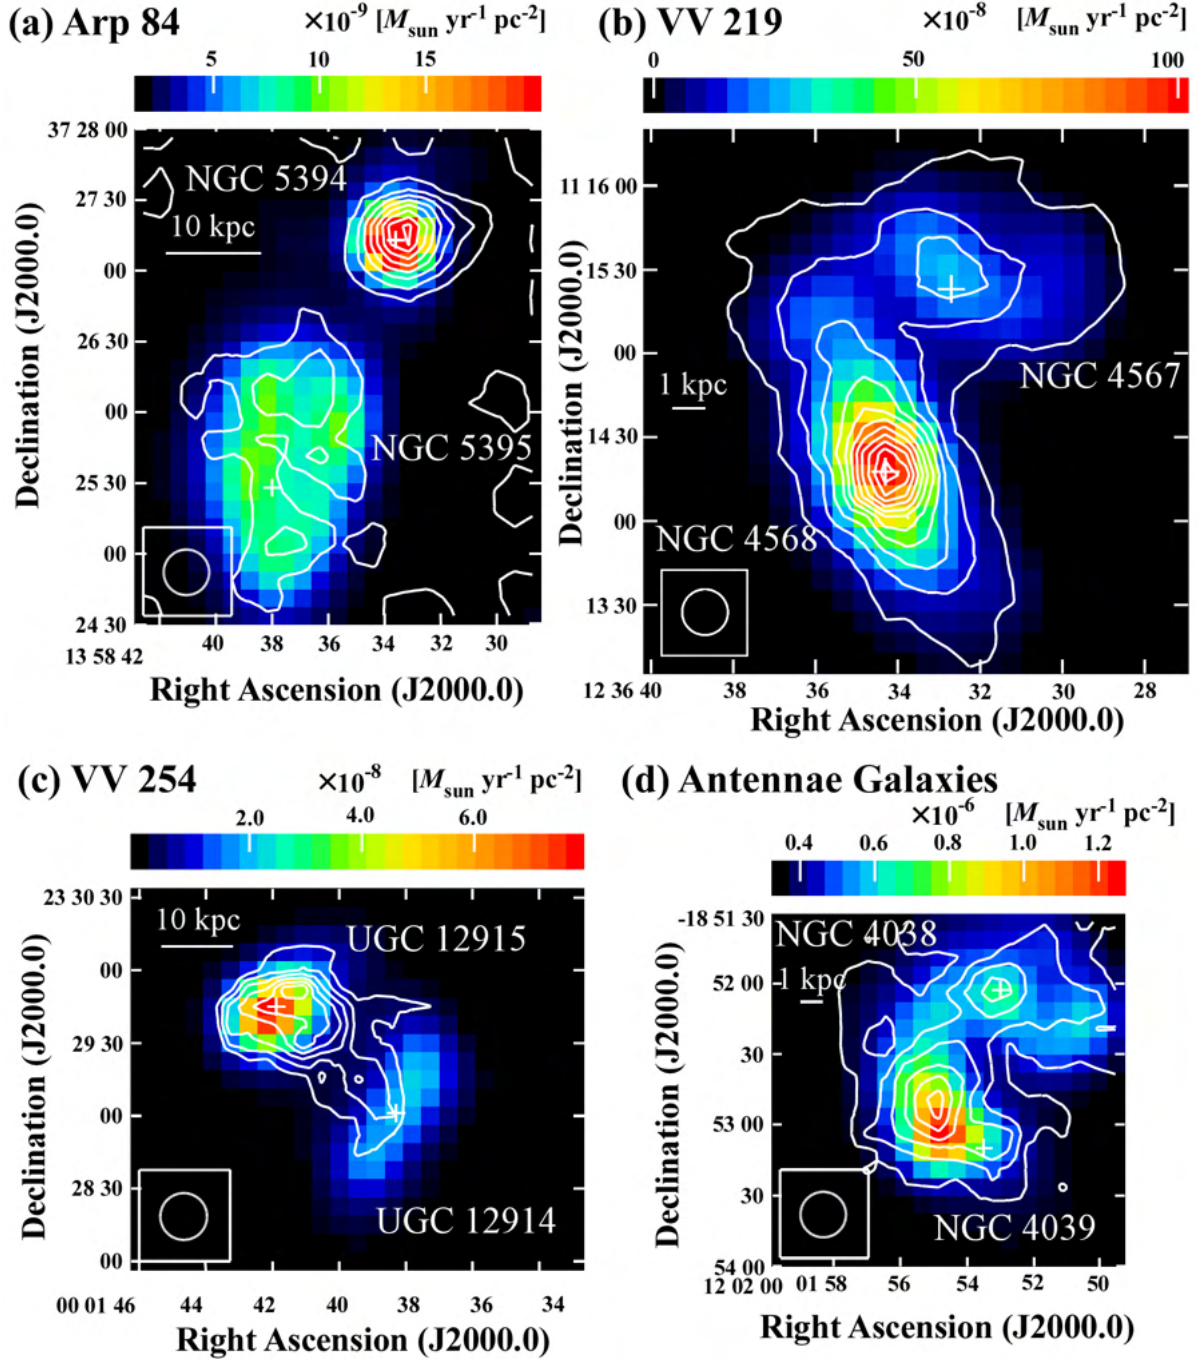 (a) Arp 84
×10-9 [Msun yr-1 pc-2]
5 10 15
37 28 00
27 30
00
26 30
00
25 30
00
24 30
Declination (J2000.0)
NGC 5394
10 kpc
NGC 5395
13 58 42 40 38 36 34 32 30
Right Ascension (J2000.0)
(b) VV 219
×10-8 [Msun yr-1 pc-2]
0 50 100
11 16 00
15 30
00
14 30
00
13 30
Declination (J2000.0)
1 kpc
NGC 4567
NGC 4568
12 36 40 38 36 34 32 30 28
Right Ascension (J2000.0)
(c) VV 254
×10-8 [Msun yr-1 pc-2]
2.0 4.0 6.0
23 30 30
00
29 30
00
28 30
00
Declination (J2000.0)
10 kpc
UGC 12915
UGC 12914
00 01 46 44 42 40 38 36 34
Right Ascension (J2000.0)
(d) Antennae Galaxies
×10-6 [Msun yr-1 pc-2]
0.4 0.6 0.8 1.0 1.2
-18 51 30
52 00
30
53 00
30
54 00
Declination (J2000.0)
NGC 4038
1 kpc
NGC 4039
12 02 00 01 58 56 54 52 50
Right Ascension (J2000.0)